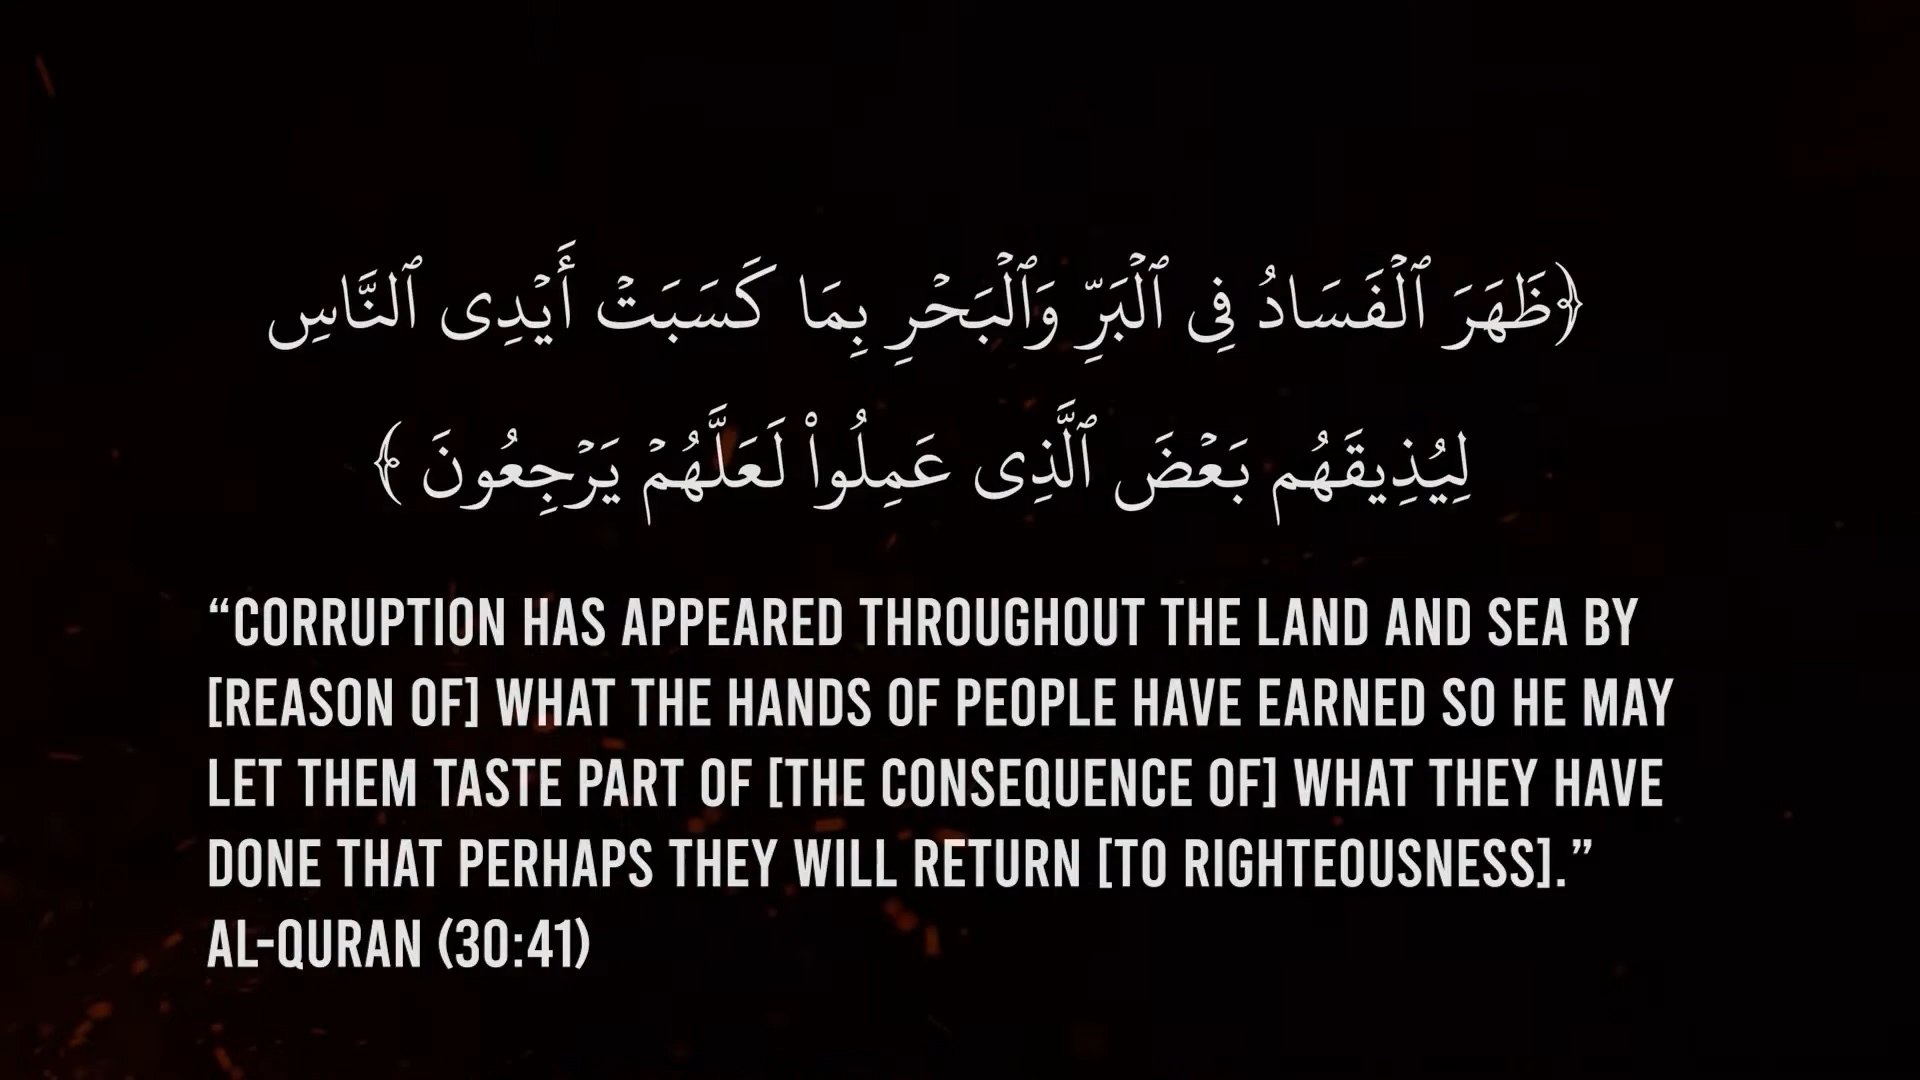 ﴿ظَهَرَ ٱلۡفَسَادُ فِى ٱلۡبَرِّ وَٱلۡبَحۡرِ بِمَا كَسَبَتۡ أَيۡدِى ٱلنَّاسِ
لِيُذِيقَهُم بَعۡضَ ٱلَّذِى عَمِلُوا۟ لَعَلَّهُمۡ يَرۡجِعُونَ ﴾
“CORRUPTION HAS APPEARED THROUGHOUT THE LAND AND SEA BY
[REASON OF] WHAT THE HANDS OF PEOPLE HAVE EARNED SO HE MAY
LET THEM TASTE PART OF [THE CONSEQUENCE OF] WHAT THEY HAVE
DONE THAT PERHAPS THEY WILL RETURN [TO RIGHTEOUSNESS].”
AL-QURAN (30:41)